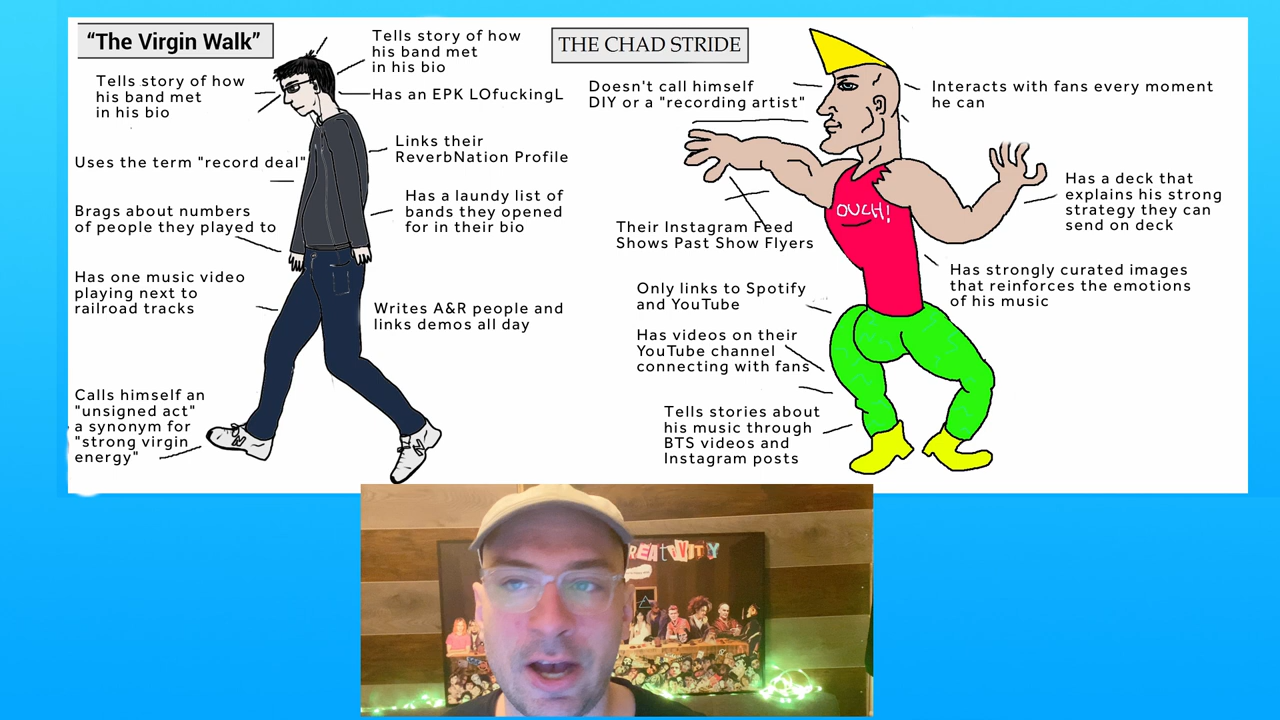 "The Virgin Walk"
Tells story of how
his band met
in his bio
Uses the term "record deal"
Brags about numbers
of people they played to
Has one music video
playing next to
railroad tracks
Calls himself an
"unsigned act"
a synonym for
"strong virgin
energy"
Tells story of how
his band met
in his bio
Has an EPK LOfuckingL
Links their
ReverbNation Profile
Has a laundy list of
bands they opened
for in their bio
Writes A&R people and
links demos all day
THE CHAD STRIDE
Doesn't call himself
DIY or a "recording artist"
Their Instagram Feed
Shows Past Show Flyers
Only links to Spotify
and YouTube
Has videos on their
YouTube channel
connecting with fans
Tells stories about
his music through
BTS videos and
Instagram posts
OUCH!
Interacts with fans every moment
he can
Has a deck that
explains his strong
strategy they can
send on deck
Has strongly curated images
that reinforces the emotions
of his music
REATIVITY